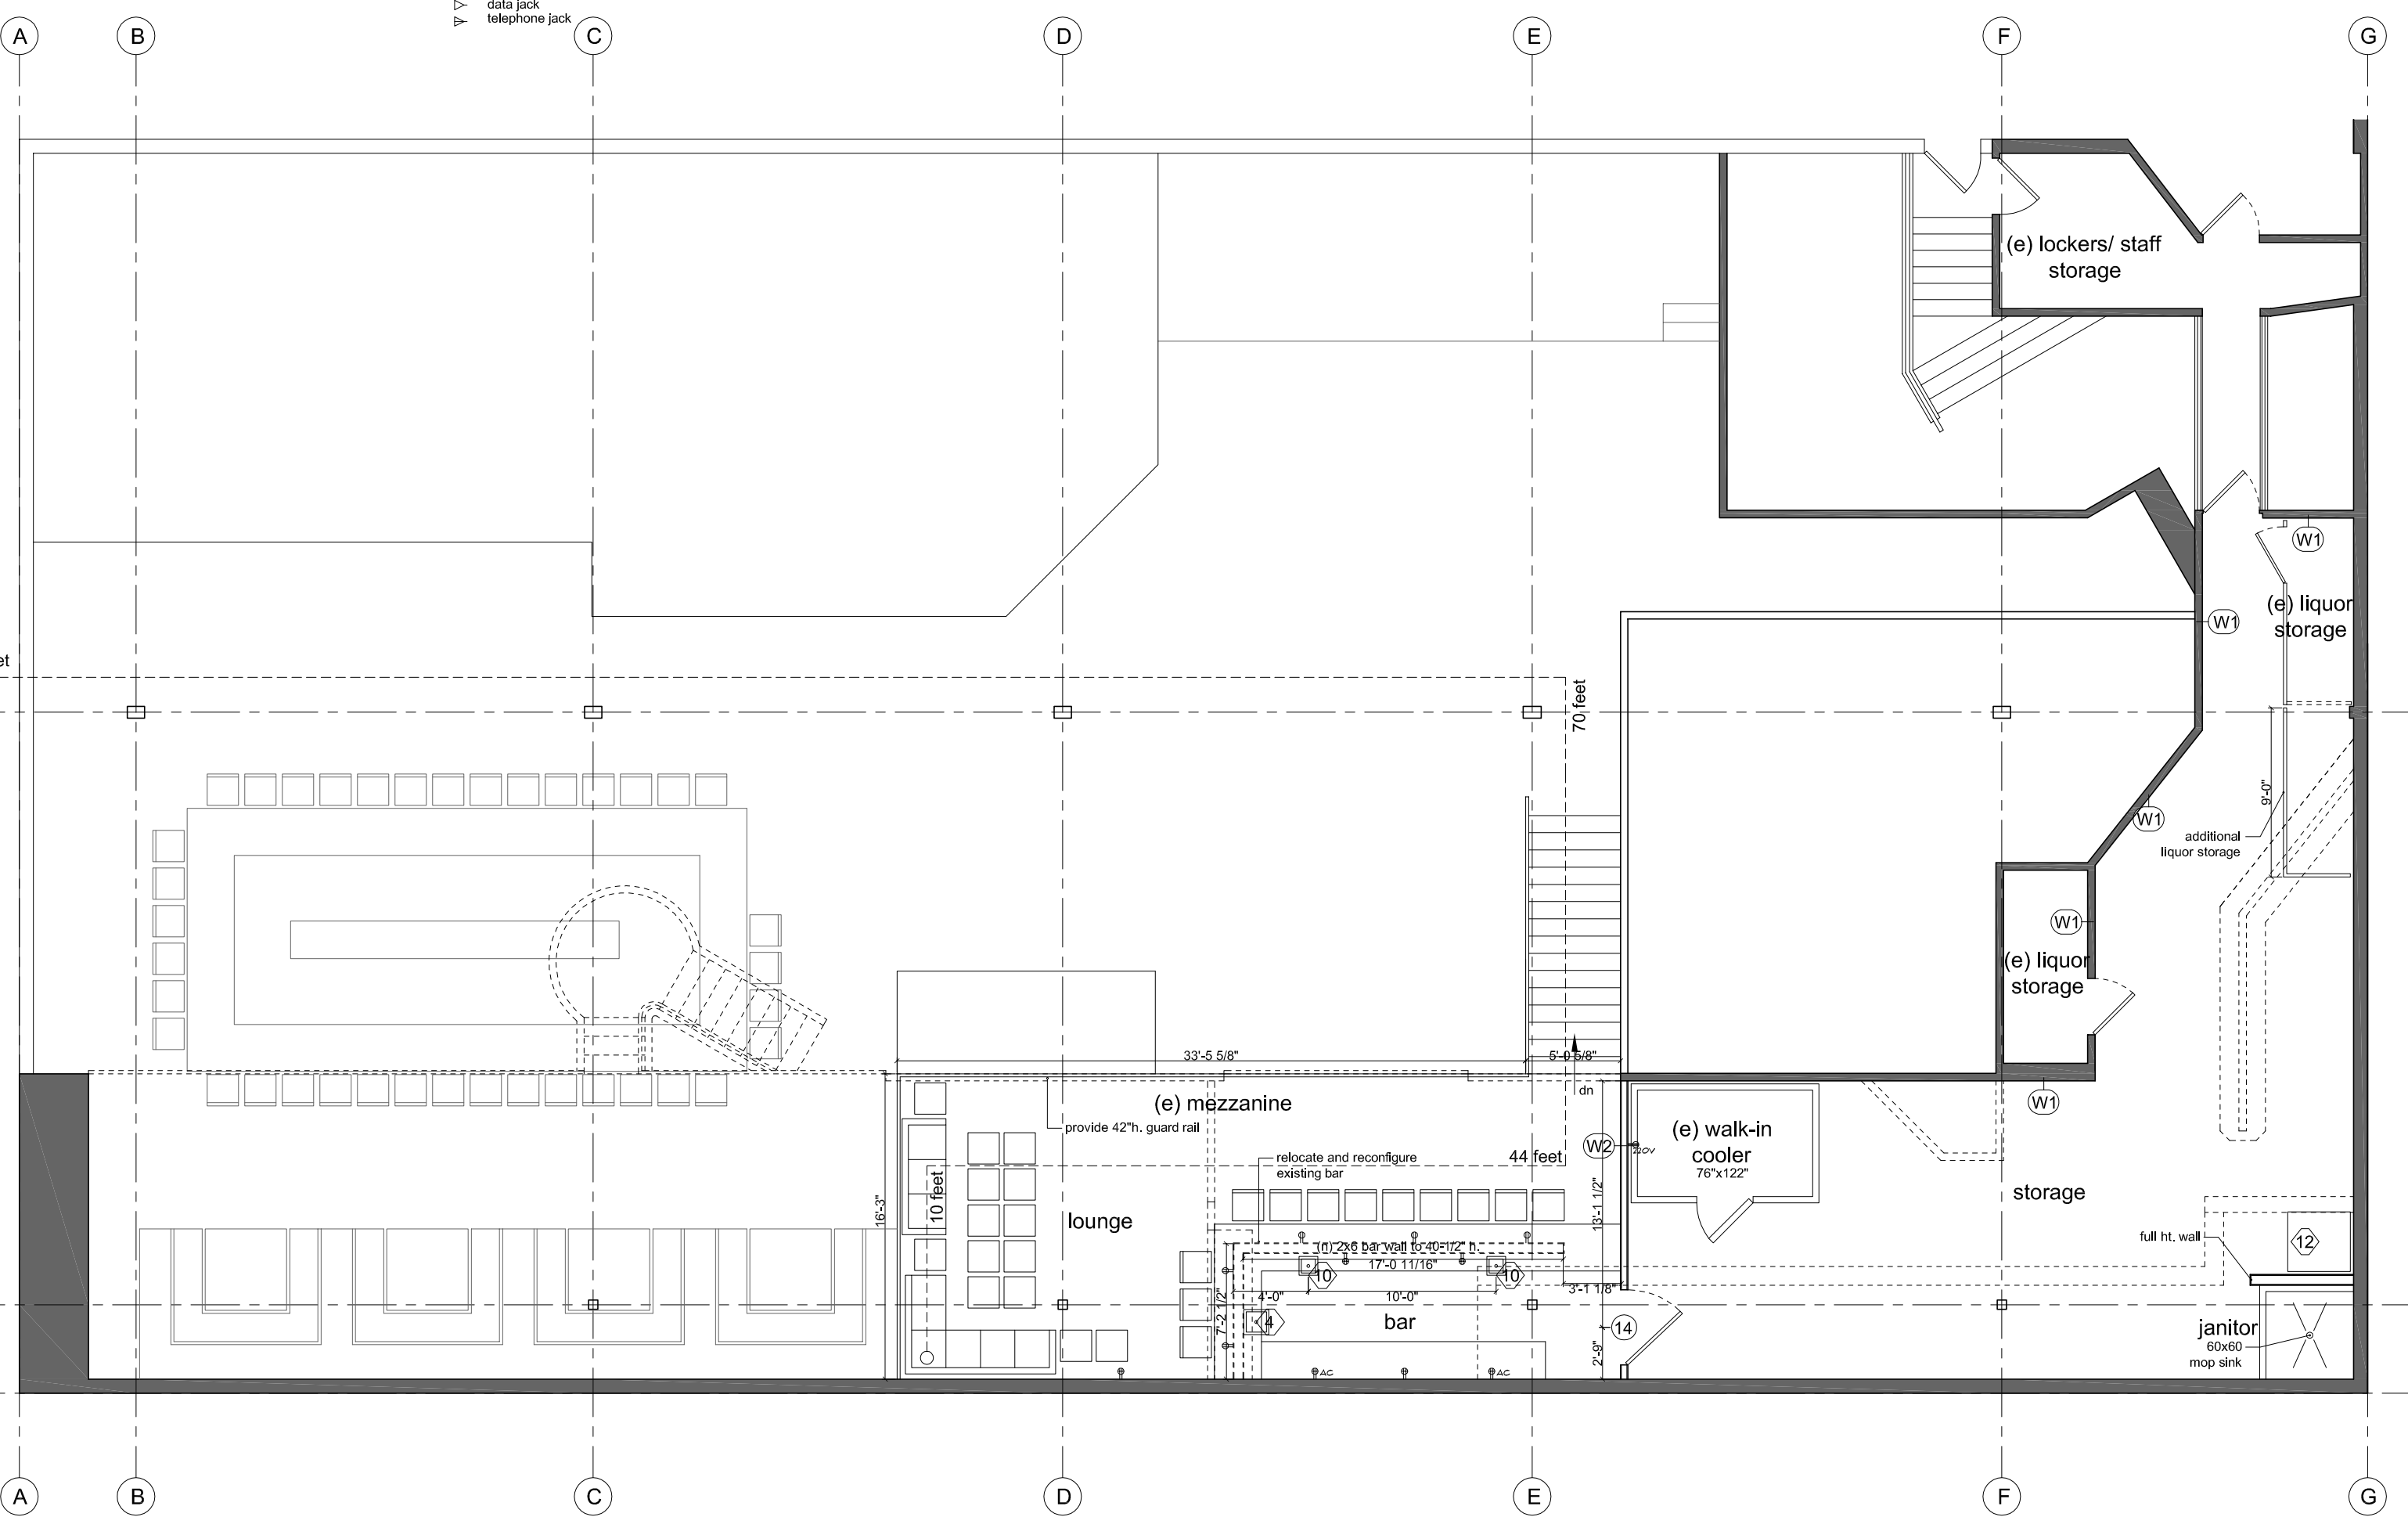 data jack
telephone jack
A
B
C
D
E
F
G
(e) lockers/ staff
storage
W1
(e) liquor
storage
W1
et
70 feet
9'-0"
W1
additional
liquor storage
W1
(e) liquor
storage
33'-5 5/8"
5'-0 5/8"
dn
(e) mezzanine
W1
provide 42"h. guard rail
(e) walk-in
cooler
76"x122"
W2
220V
relocate and reconfigure
existing bar
44 feet
10 feet
16'-3"
13'-1 1/2"
storage
lounge
full ht. wall
12
(n) 2x6 bar wall to 40-1/2" h.
17'-0 11/16"
10
10
3'-1 1/8"
4'-0"
10'-0"
7'-2 1/2"
4
bar
14
janitor
60x60
mop sink
2'-9"
AC
AC
A
B
C
D
E
F
G